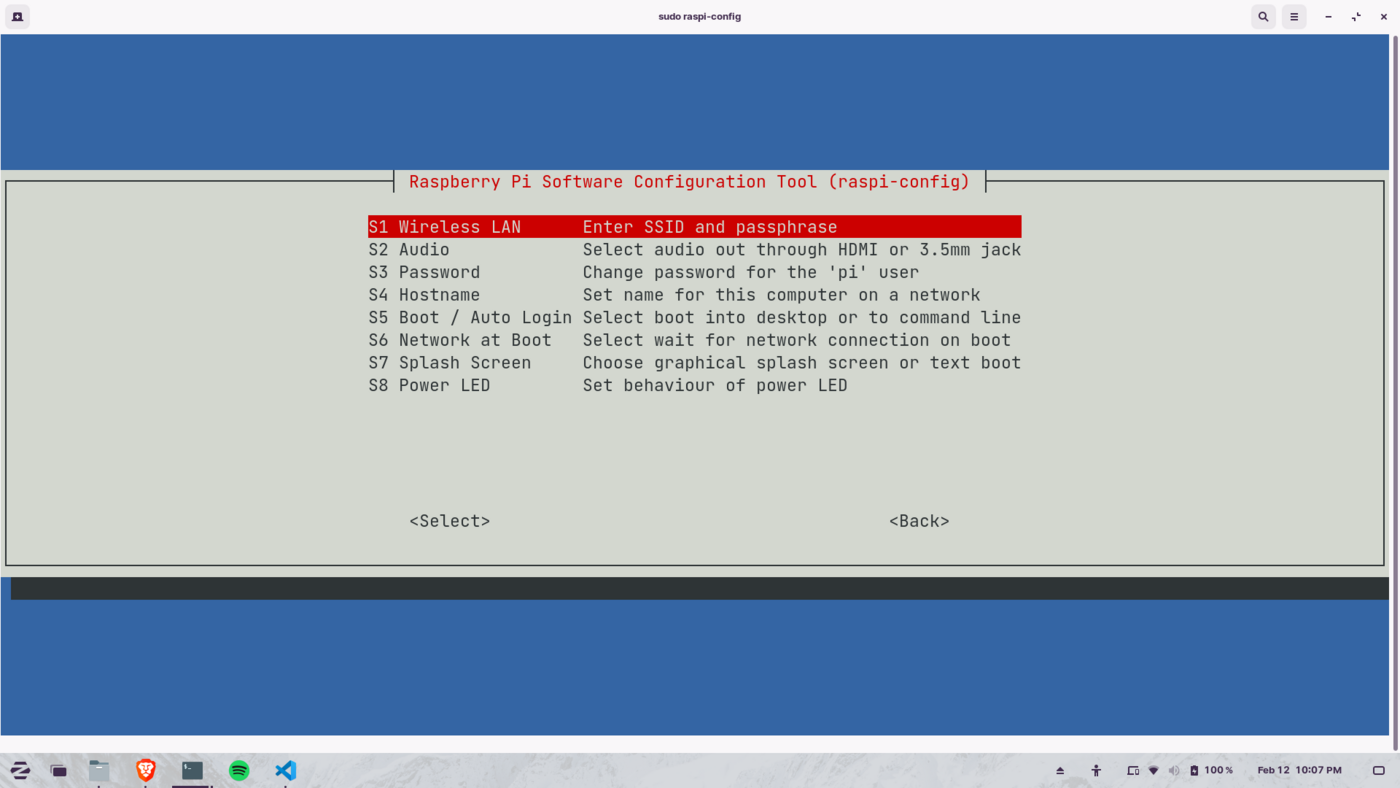 sudo raspi-config
Raspberry Pi Software Configuration Tool (raspi-config)
S1 Wireless LAN Enter SSID and passphrase
S2 Audio Select audio out through HDMI or 3.5mm jack
S3 Password Change password for the 'pi' user
S4 Hostname Set name for this computer on a network
S5 Boot / Auto Login Select boot into desktop or to command line
S6 Network at Boot Select wait for network connection on boot
S7 Splash Screen Choose graphical splash screen or text boot
S8 Power LED Set behaviour of power LED
<Select> <Back>
100 % Feb 12 10:07 PM